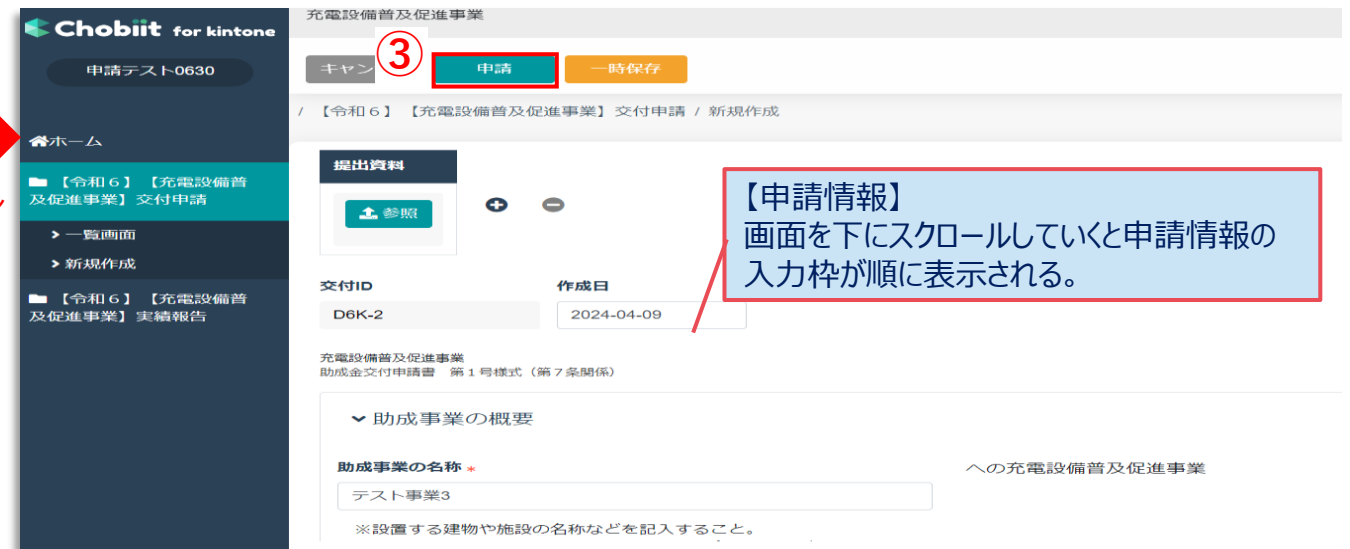 Chobiit for kintone
申請テスト0630
ホーム
【令和6】【充電設備普
及促進事業】交付申請
一覧画面
新規作成
【令和6】【充電設備普
及促進事業】実績報告
充電設備普及促進事業
キャン
③
申請
一時保存
/ 【令和6】【充電設備普及促進事業】交付申請 / 新規作成
提出資料
参照
【申請情報】
画面を下にスクロールしていくと申請情報の
入力枠が順に表示される。
交付ID
作成日
D6K-2
2024-04-09
充電設備普及促進事業
助成金交付申請書 第1号様式（第7条関係）
助成事業の概要
助成事業の名称 *
への充電設備普及促進事業
テスト事業3
※設置する建物や施設の名称などを記入すること。